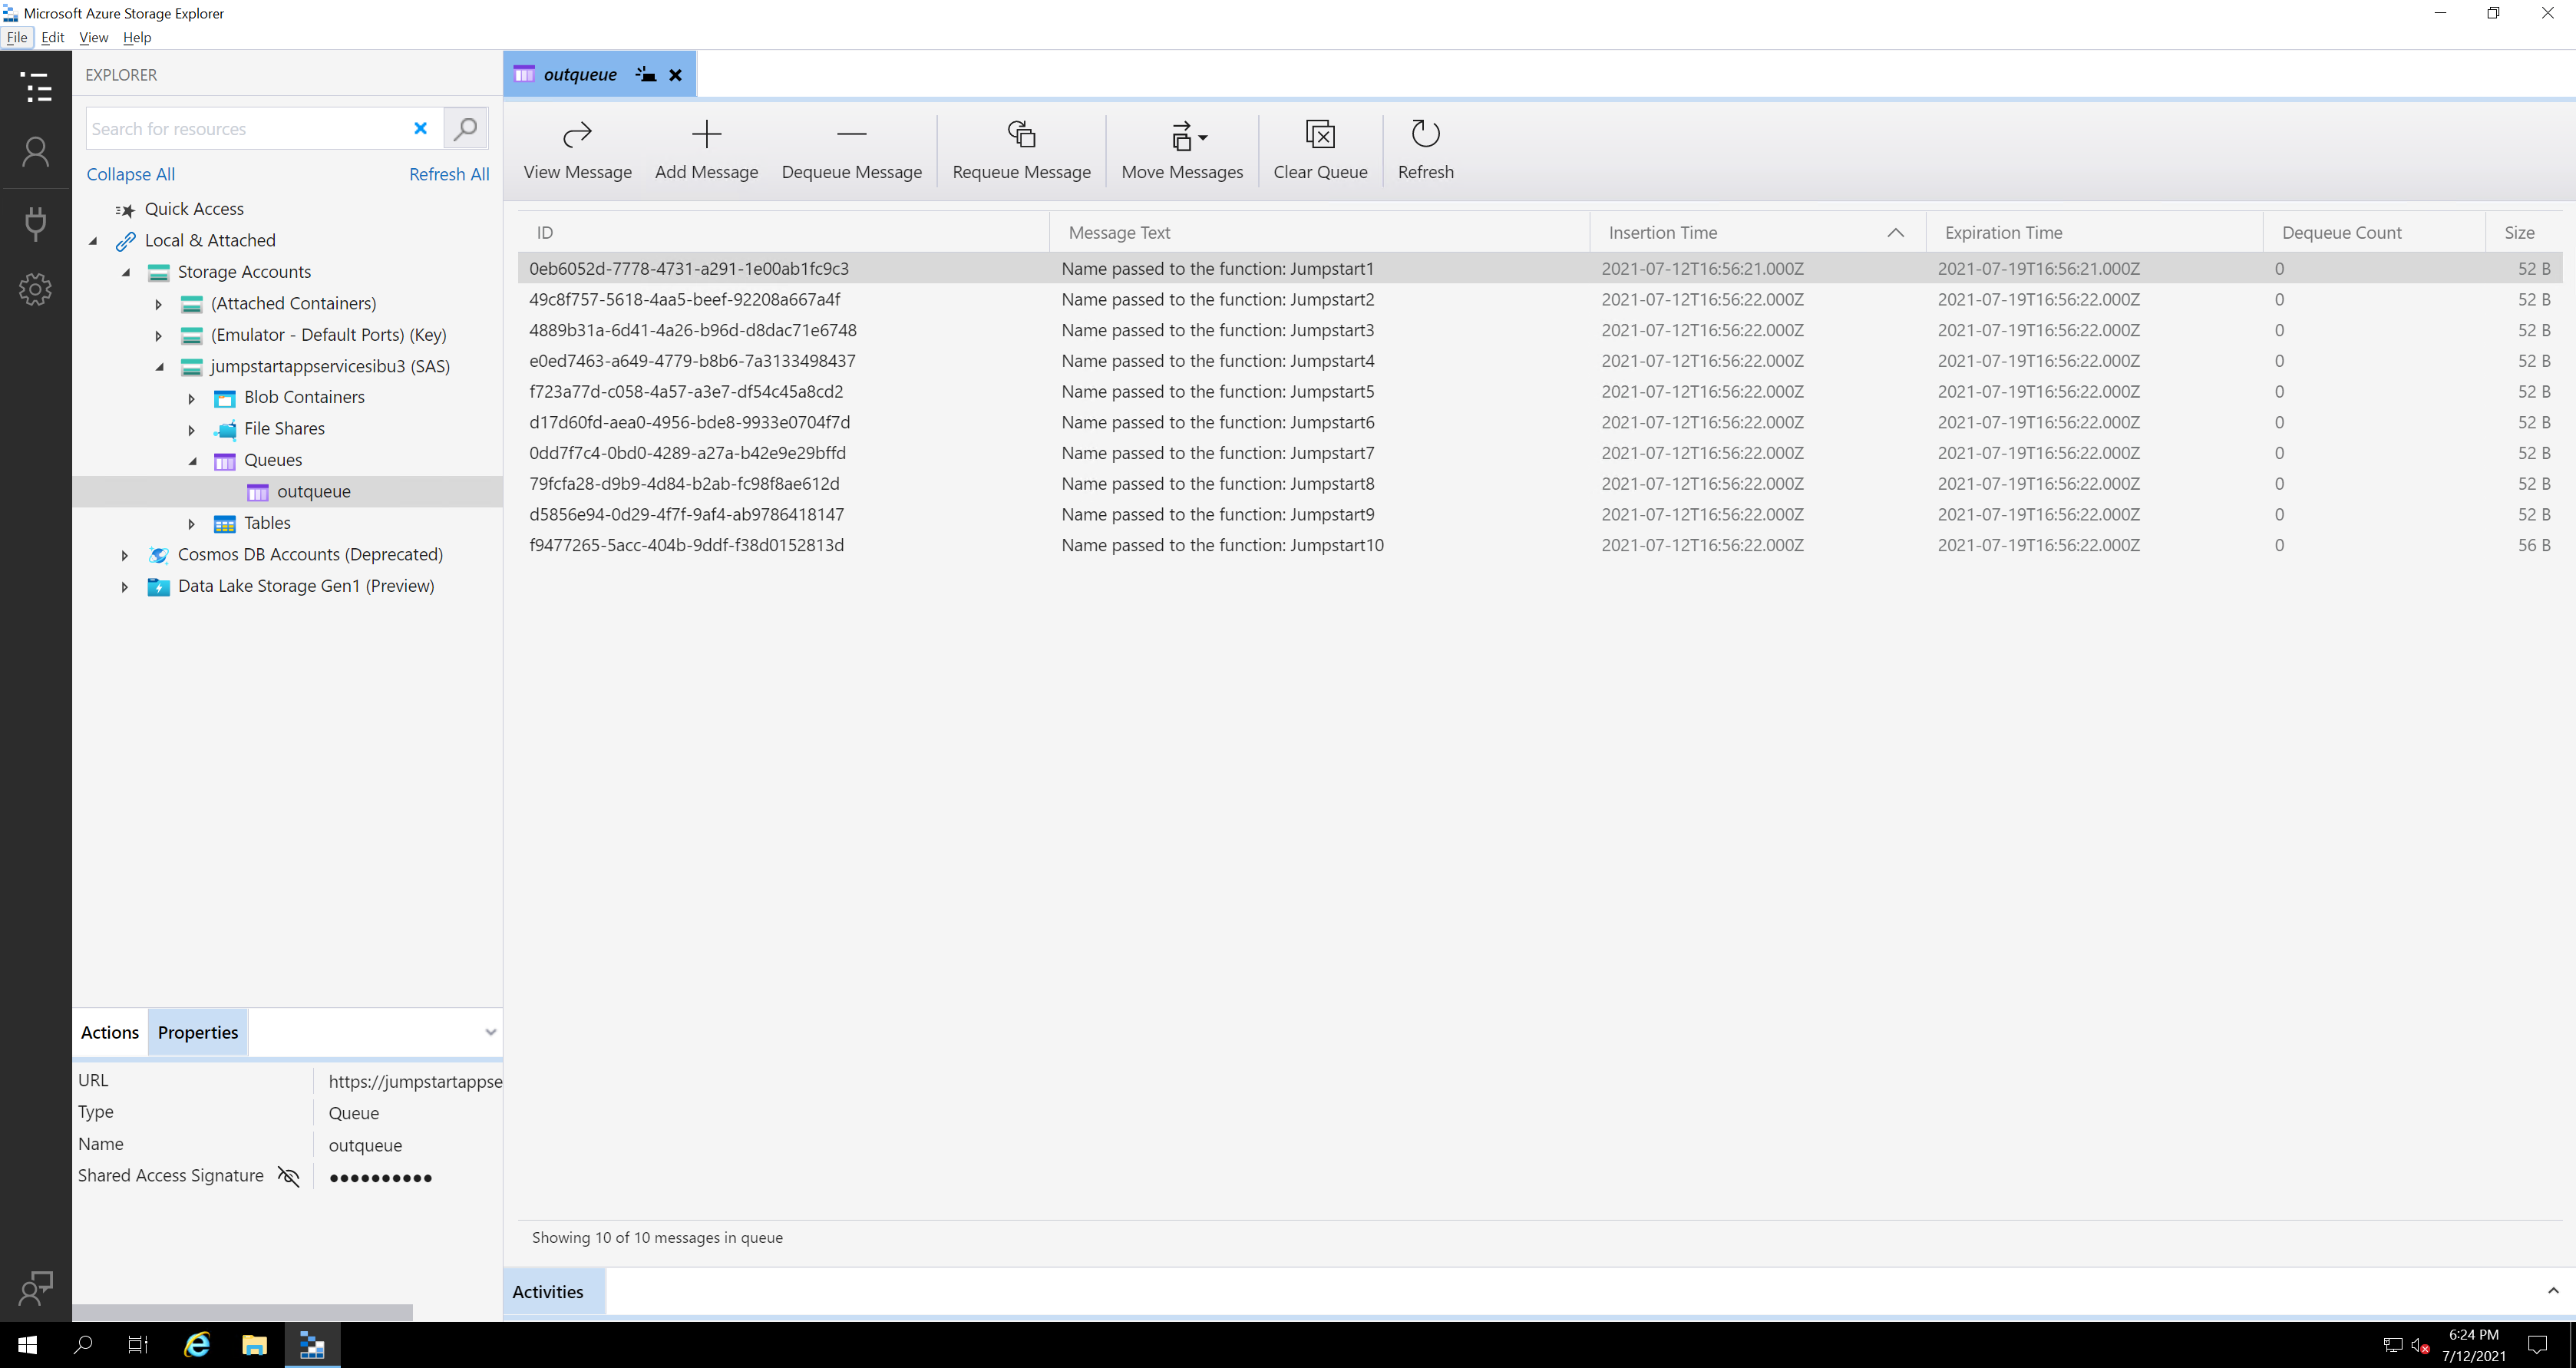 Microsoft Azure Storage Explorer
File Edit View Help
EXPLORER
Search for resources
Collapse All Refresh All
Quick Access
Local & Attached
Storage Accounts
(Attached Containers)
(Emulator - Default Ports) (Key)
jumpstartappservicesibu3 (SAS)
Blob Containers
File Shares
Queues
outqueue
Tables
Cosmos DB Accounts (Deprecated)
Data Lake Storage Gen1 (Preview)
Actions Properties
URL https://jumpstartappse
Type Queue
Name outqueue
Shared Access Signature ●●●●●●●●●●
outqueue
View Message Add Message Dequeue Message Requeue Message Move Messages Clear Queue Refresh
ID Message Text Insertion Time Expiration Time Dequeue Count Size
0eb6052d-7778-4731-a291-1e00ab1fc9c3 Name passed to the function: Jumpstart1 2021-07-12T16:56:21.000Z 2021-07-19T16:56:21.000Z 0 52 B
49c8f757-5618-4aa5-beef-92208a667a4f Name passed to the function: Jumpstart2 2021-07-12T16:56:22.000Z 2021-07-19T16:56:22.000Z 0 52 B
4889b31a-6d41-4a26-b96d-d8dac71e6748 Name passed to the function: Jumpstart3 2021-07-12T16:56:22.000Z 2021-07-19T16:56:22.000Z 0 52 B
e0ed7463-a649-4779-b8b6-7a3133498437 Name passed to the function: Jumpstart4 2021-07-12T16:56:22.000Z 2021-07-19T16:56:22.000Z 0 52 B
f723a77d-c058-4a57-a3e7-df54c45a8cd2 Name passed to the function: Jumpstart5 2021-07-12T16:56:22.000Z 2021-07-19T16:56:22.000Z 0 52 B
d17d60fd-aea0-4956-bde8-9933e0704f7d Name passed to the function: Jumpstart6 2021-07-12T16:56:22.000Z 2021-07-19T16:56:22.000Z 0 52 B
0dd7f7c4-0bd0-4289-a27a-b42e9e29bffd Name passed to the function: Jumpstart7 2021-07-12T16:56:22.000Z 2021-07-19T16:56:22.000Z 0 52 B
79fcfa28-d9b9-4d84-b2ab-fc98f8ae612d Name passed to the function: Jumpstart8 2021-07-12T16:56:22.000Z 2021-07-19T16:56:22.000Z 0 52 B
d5856e94-0d29-4f7f-9af4-ab9786418147 Name passed to the function: Jumpstart9 2021-07-12T16:56:22.000Z 2021-07-19T16:56:22.000Z 0 52 B
f9477265-5acc-404b-9ddf-f38d0152813d Name passed to the function: Jumpstart10 2021-07-12T16:56:22.000Z 2021-07-19T16:56:22.000Z 0 56 B
Showing 10 of 10 messages in queue
Activities
6:24 PM
7/12/2021